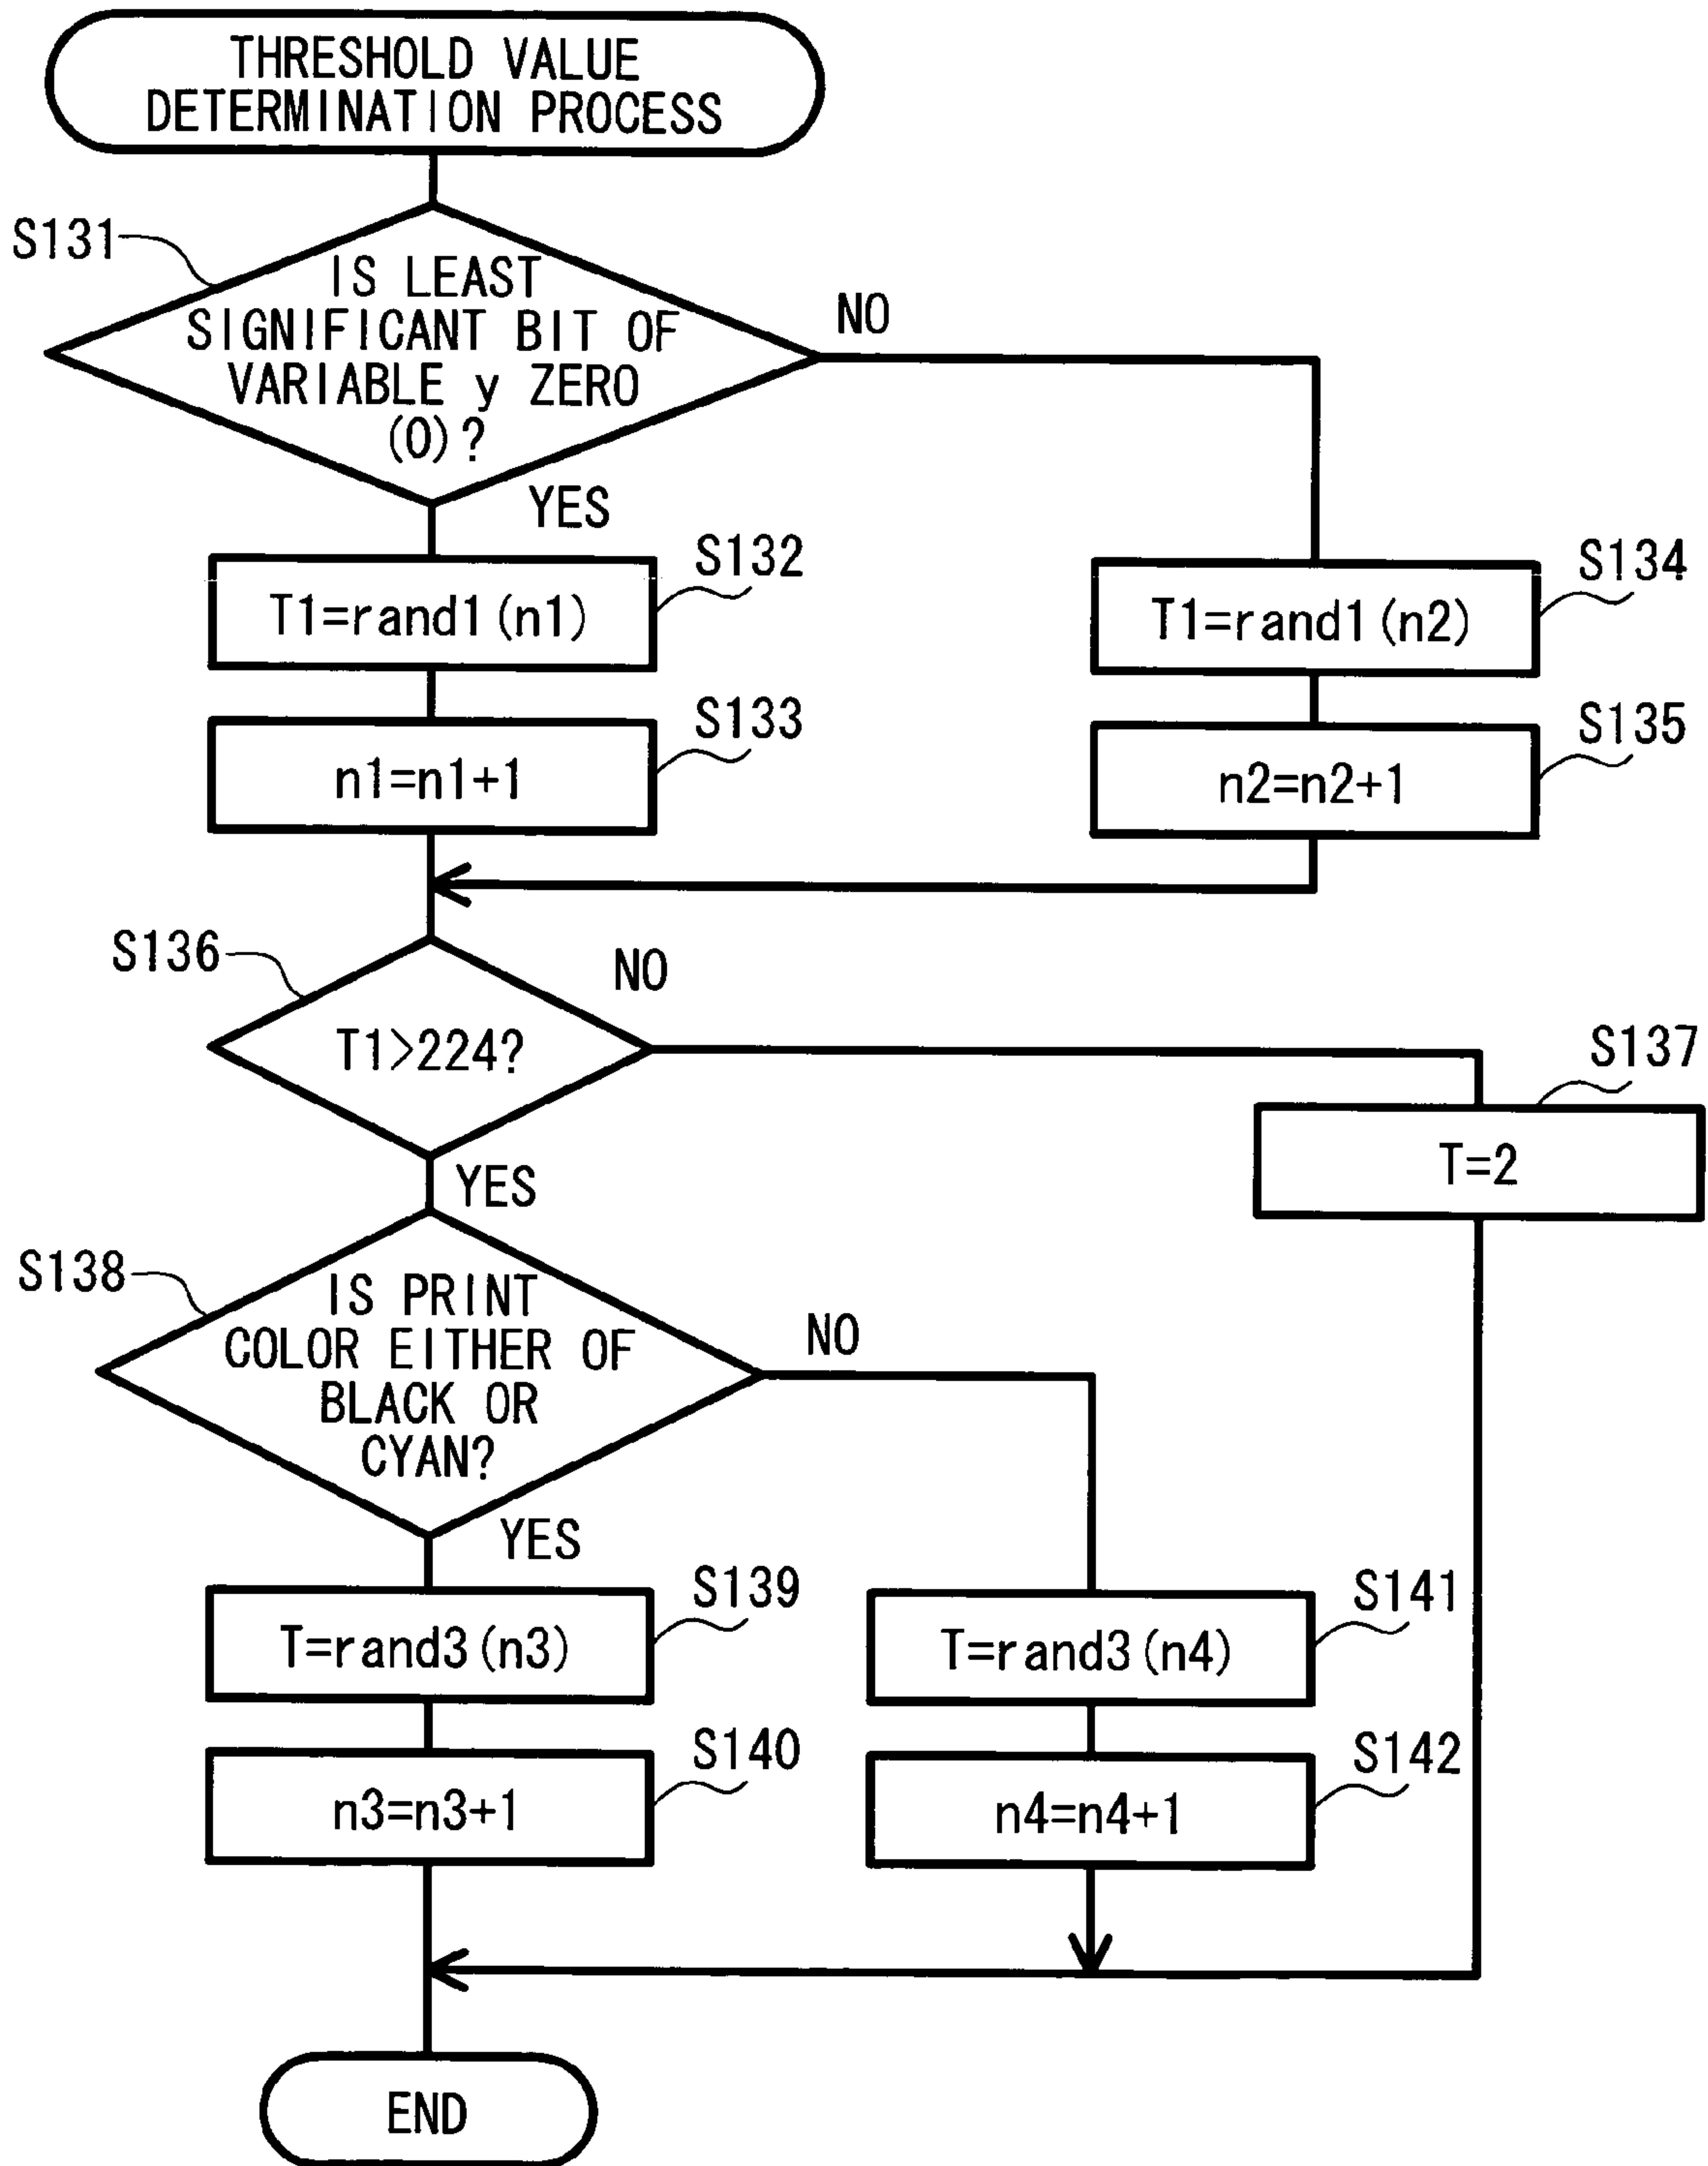 THRESHOLD VALUE
DETERMINATION PROCESS
S131
IS LEAST
SIGNIFICANT BIT OF
VARIABLE y ZERO
(0)?
NO
YES
S132
T1=rand1(n1)
S134
T1=rand1(n2)
S133
n1=n1+1
S135
n2=n2+1
S136
NO
T1>224?
S137
T=2
YES
S138
IS PRINT
COLOR EITHER OF
BLACK OR
CYAN?
NO
YES
S139
T=rand3(n3)
S141
T=rand3(n4)
S140
n3=n3+1
S142
n4=n4+1
END